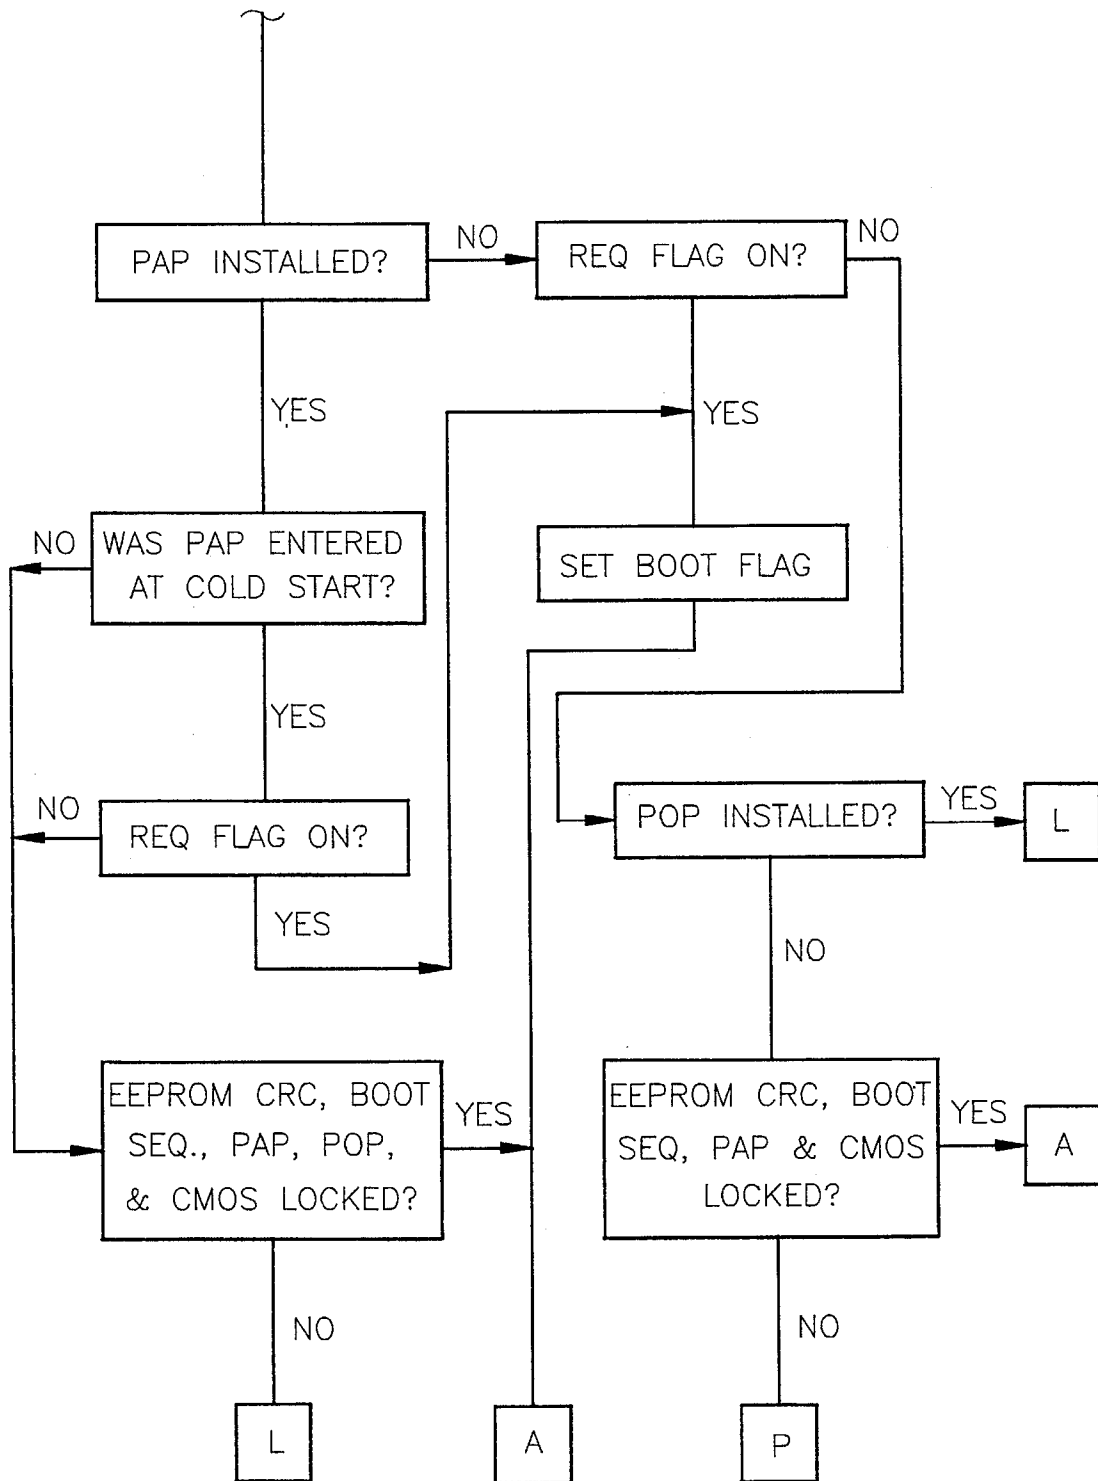 PAP INSTALLED?
NO
REQ FLAG ON?
NO
YES
YES
NO
WAS PAP ENTERED
AT COLD START?
SET BOOT FLAG
YES
NO
REQ FLAG ON?
YES
POP INSTALLED?
YES
L
NO
EEPROM CRC, BOOT
SEQ., PAP, POP,
& CMOS LOCKED?
YES
EEPROM CRC, BOOT
SEQ, PAP & CMOS
LOCKED?
YES
A
NO
NO
L
A
P